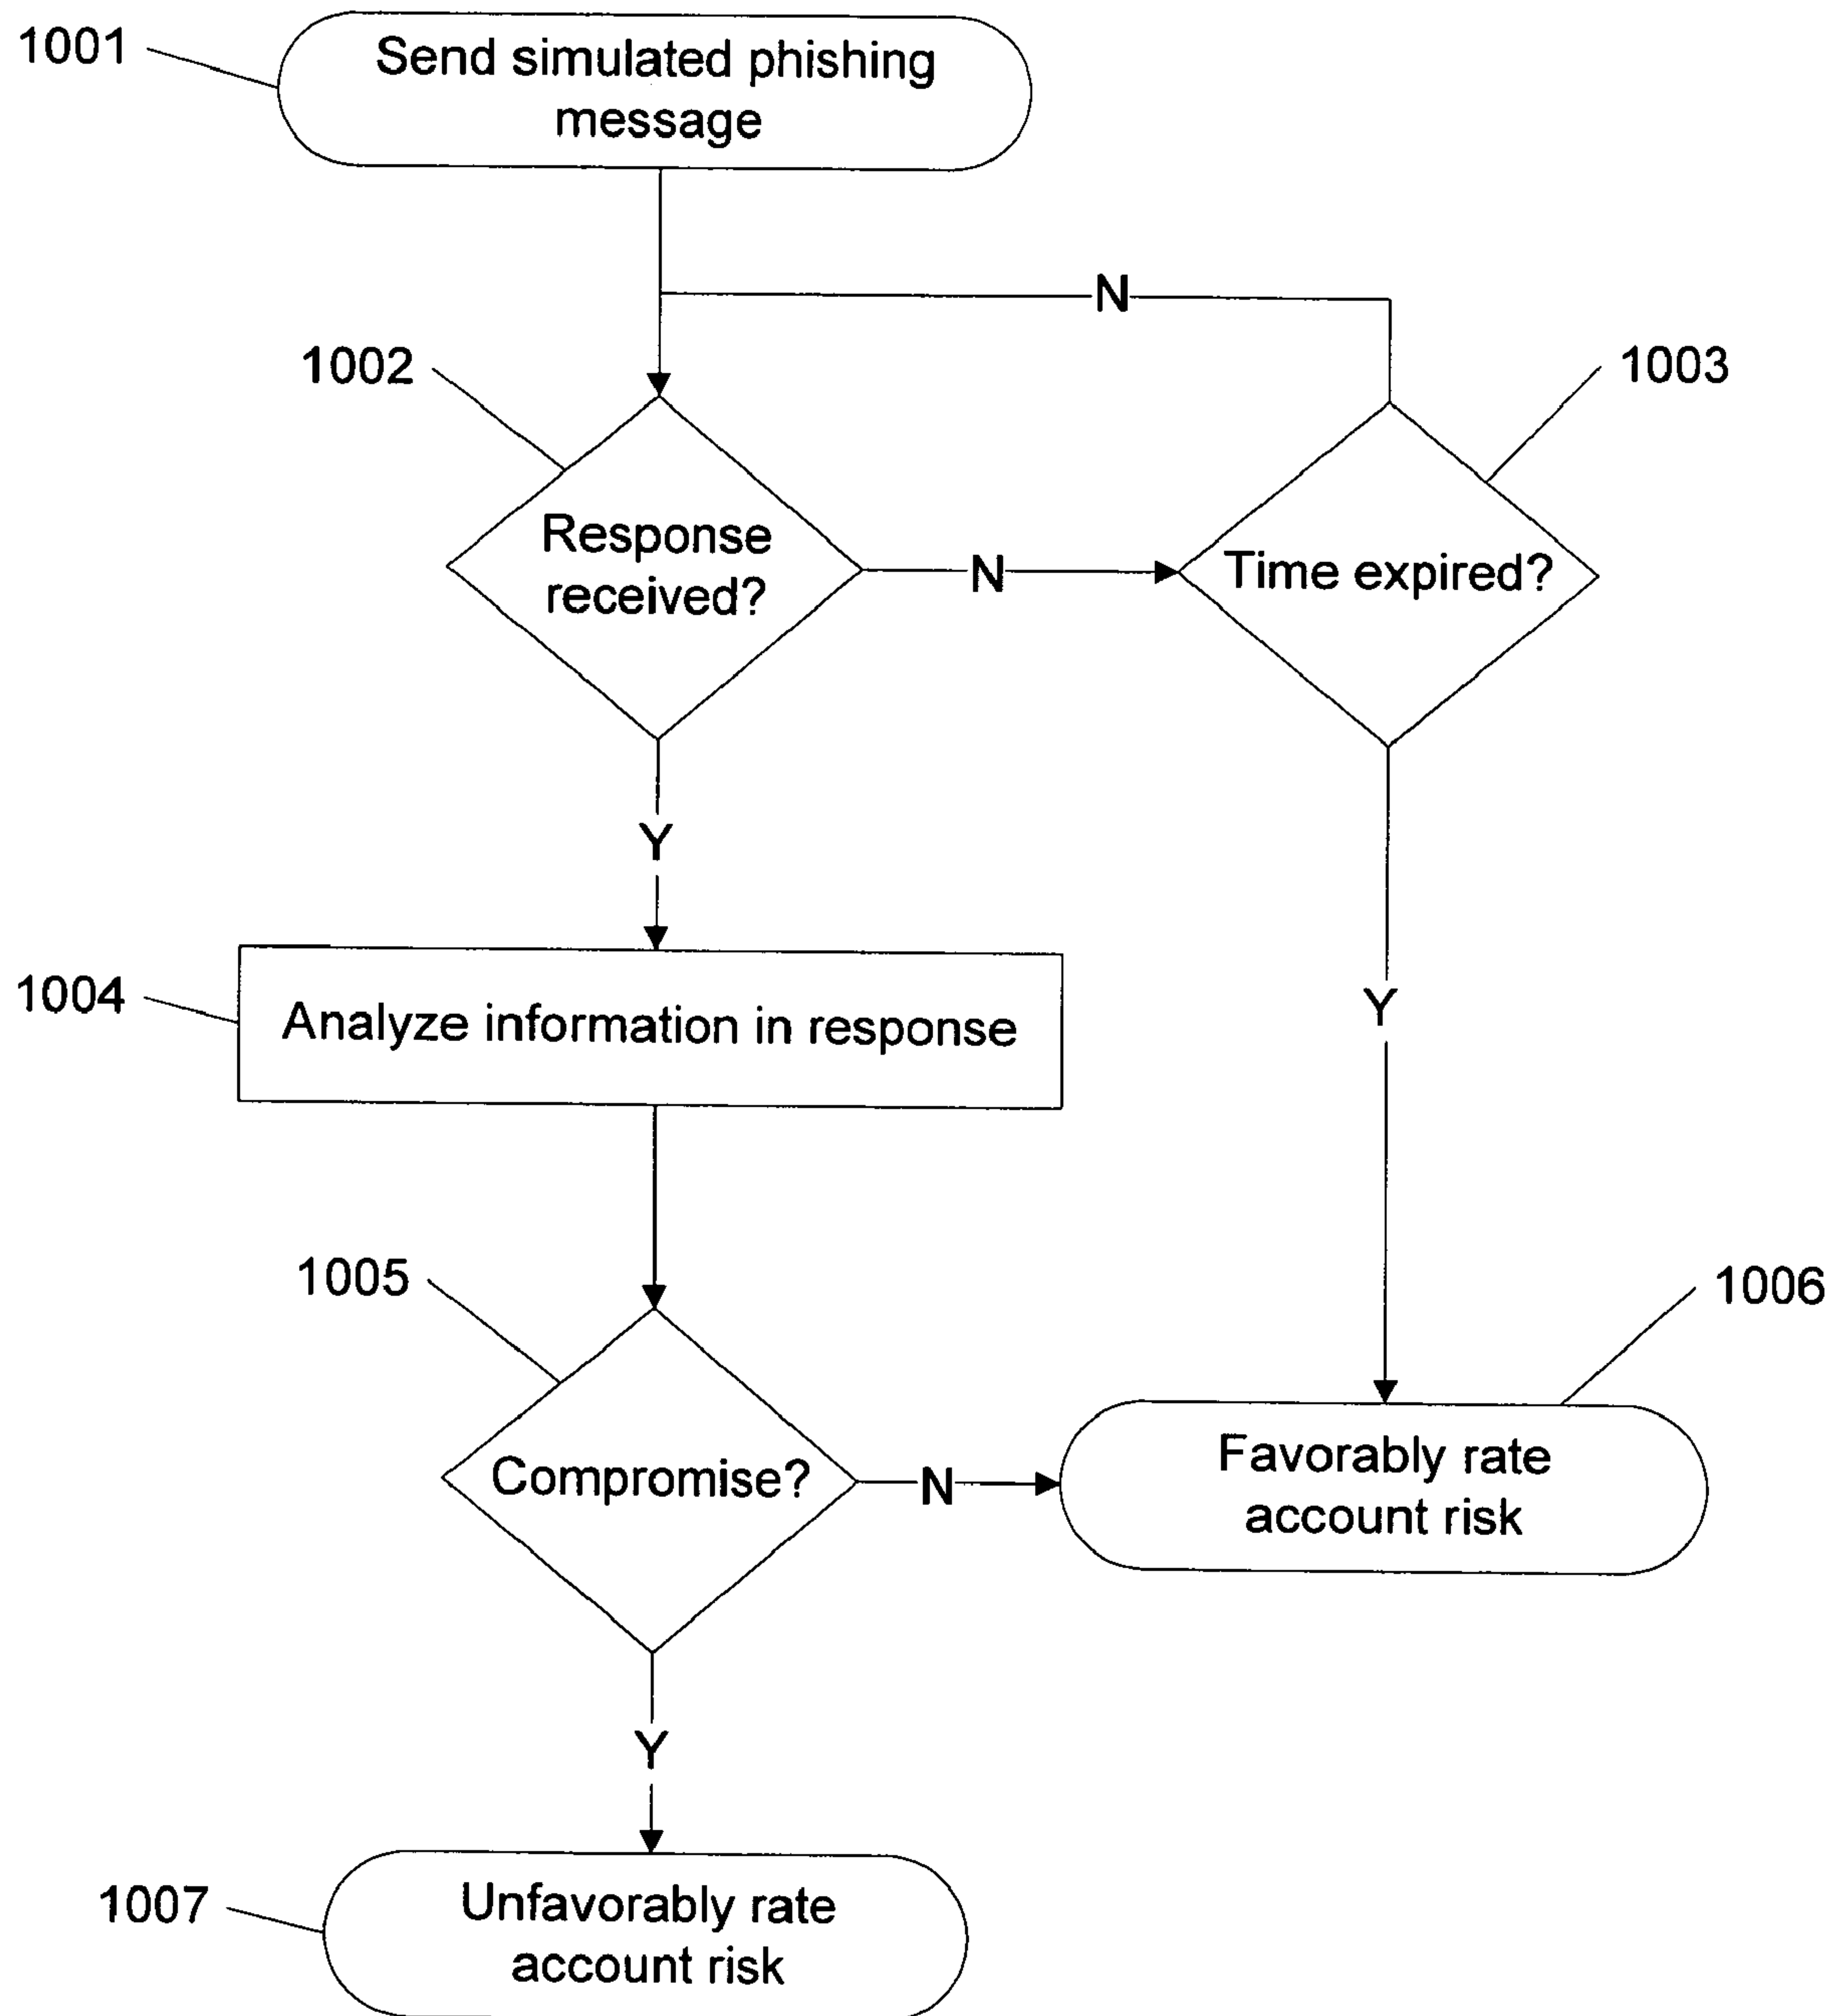 1001
Send simulated phishing
message
N
1002
1003
Response
received?
N
Time expired?
Y
1004
Analyze information in response
Y
1005
1006
Compromise?
N
Favorably rate
account risk
Y
1007
Unfavorably rate
account risk